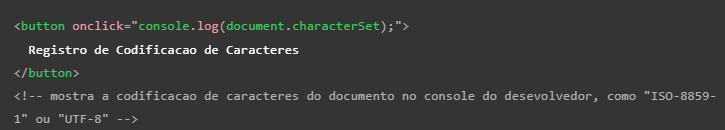 <button onclick="console.log(document.characterSet);">
Registro de Codificacao de Caracteres
</button>
<!-- mostra a codificacao de caracteres do documento no console do desevolvedor, como "ISO-8859-
1" ou "UTF-8" -->